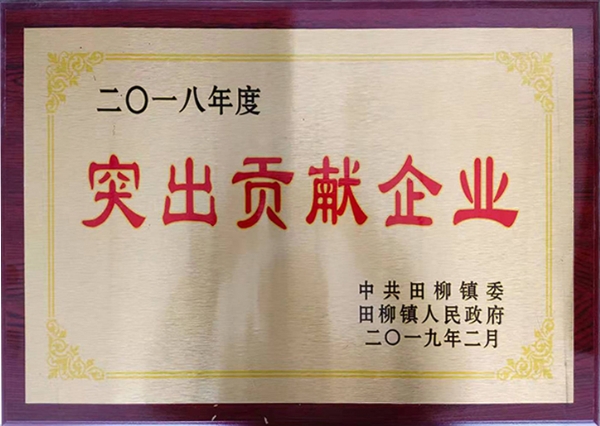 二〇一八年度
突出贡献企业
中共田柳镇委
田柳镇人民政府
二〇一九年二月